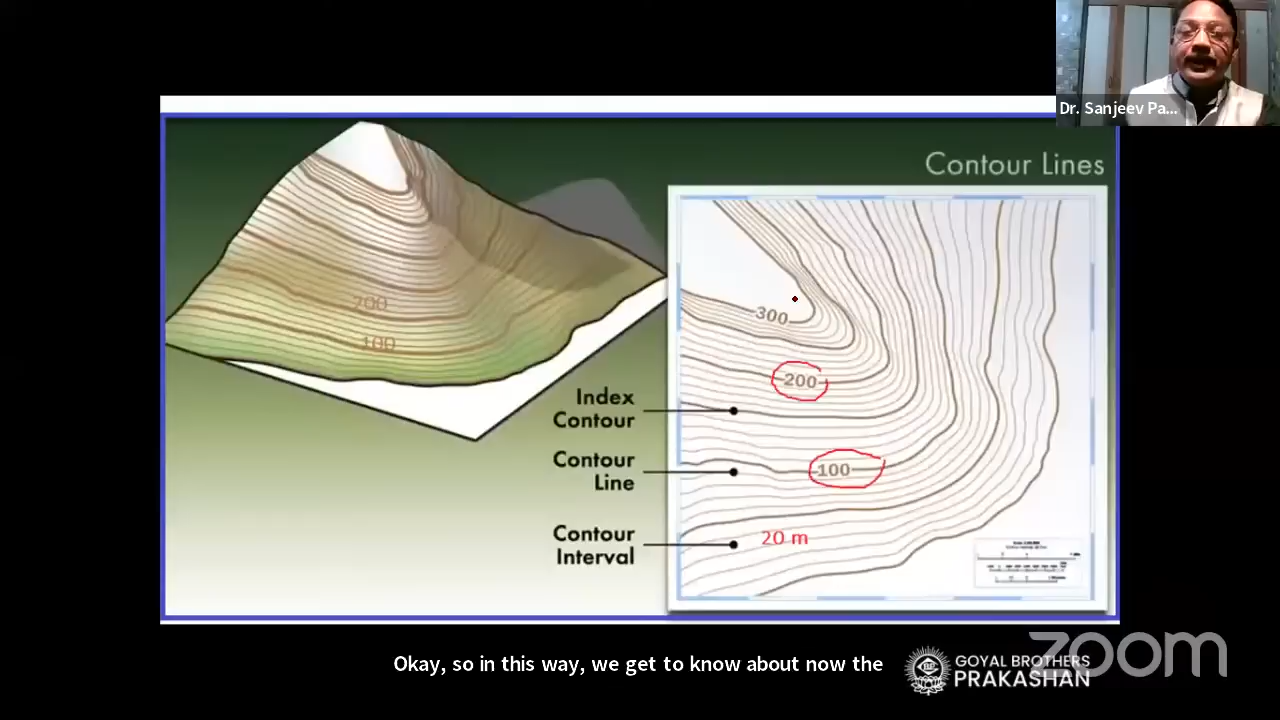 Dr. Sanjeev Pa...
Contour Lines
200
100
300
200
100
Index
Contour
Contour
Line
Contour
Interval
20 m
Okay, so in this way, we get to know about now the
GOYAL BROTHERS
PRAKASHAN
zoom